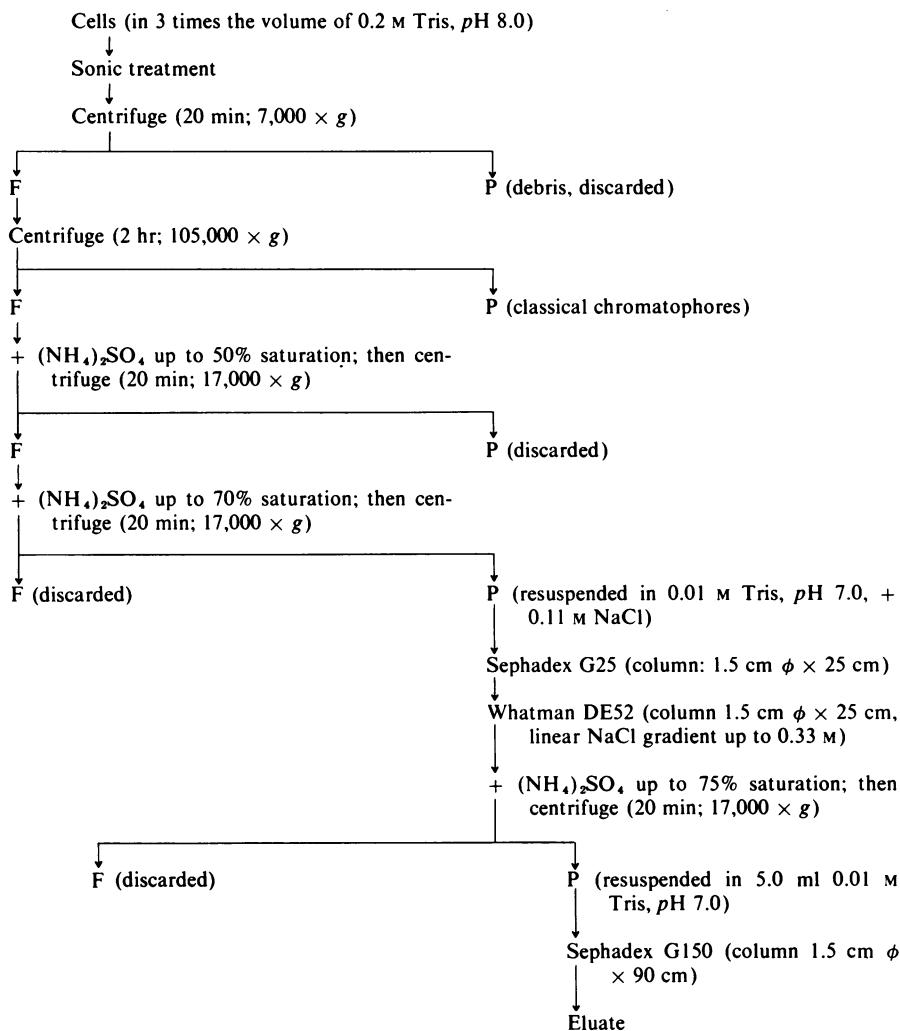 Cells (in 3 times the volume of 0.2 M Tris, pH 8.0)
Sonic treatment
Centrifuge (20 min; 7,000 × g)
F
P (debris, discarded)
Centrifuge (2 hr; 105,000 × g)
F
P (classical chromatophores)
+ (NH₄)₂SO₄ up to 50% saturation; then cen-
trifuge (20 min; 17,000 × g)
F
P (discarded)
+ (NH₄)₂SO₄ up to 70% saturation; then cen-
trifuge (20 min; 17,000 × g)
F (discarded)
P (resuspended in 0.01 M Tris, pH 7.0, +
0.11 M NaCl)
Sephadex G25 (column: 1.5 cm ϕ × 25 cm)
Whatman DE52 (column 1.5 cm ϕ × 25 cm,
linear NaCl gradient up to 0.33 M)
+ (NH₄)₂SO₄ up to 75% saturation; then
centrifuge (20 min; 17,000 × g)
F (discarded)
P (resuspended in 5.0 ml 0.01 M
Tris, pH 7.0)
Sephadex G150 (column 1.5 cm ϕ
× 90 cm)
Eluate